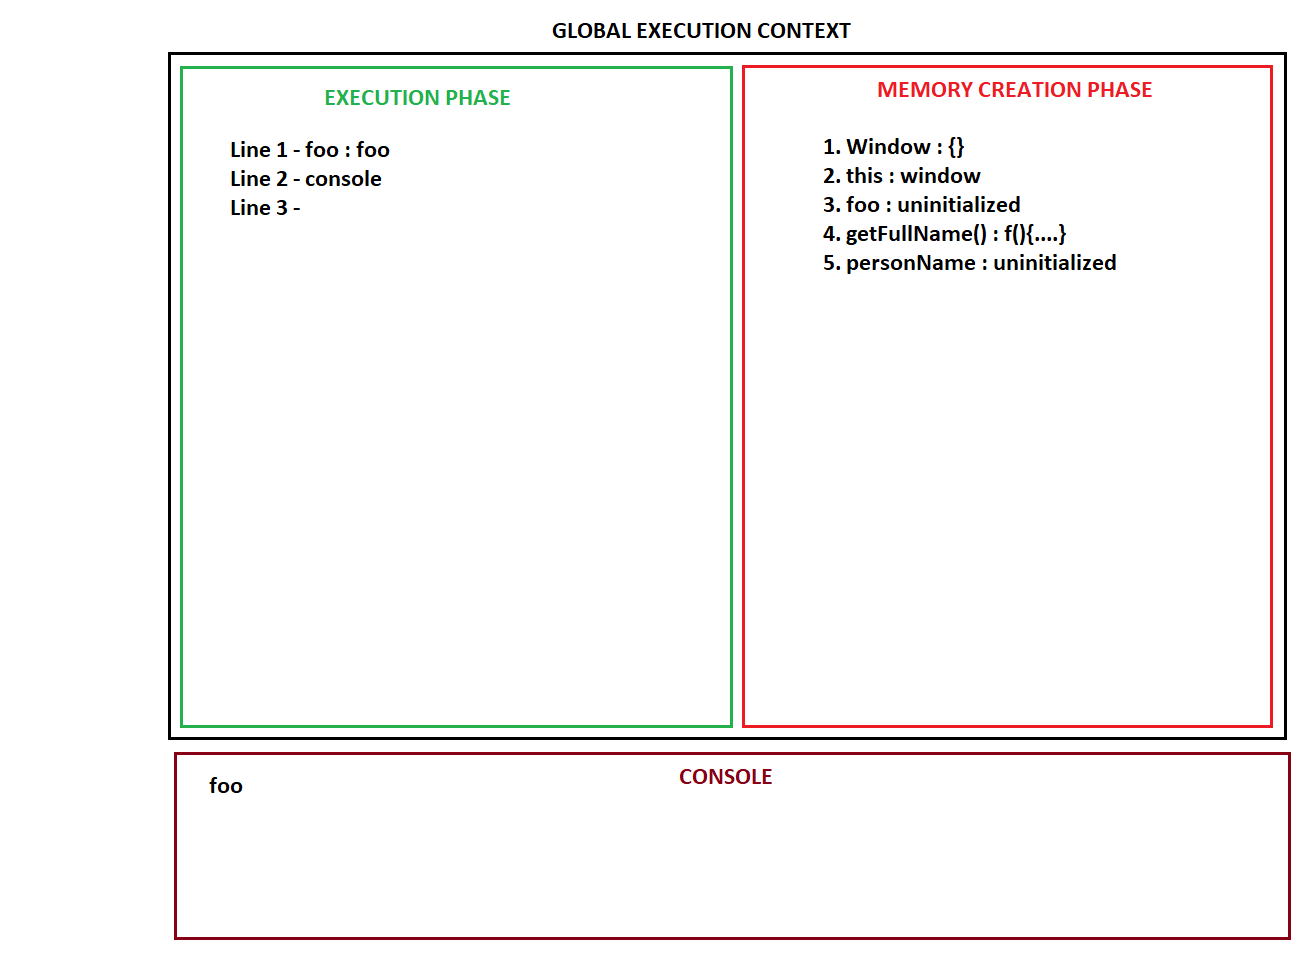 GLOBAL EXECUTION CONTEXT
EXECUTION PHASE
Line 1 - foo : foo
Line 2 - console
Line 3 -
MEMORY CREATION PHASE
1. Window : {}
2. this : window
3. foo : uninitialized
4. getFullName() : f(){....}
5. personName : uninitialized
CONSOLE
foo